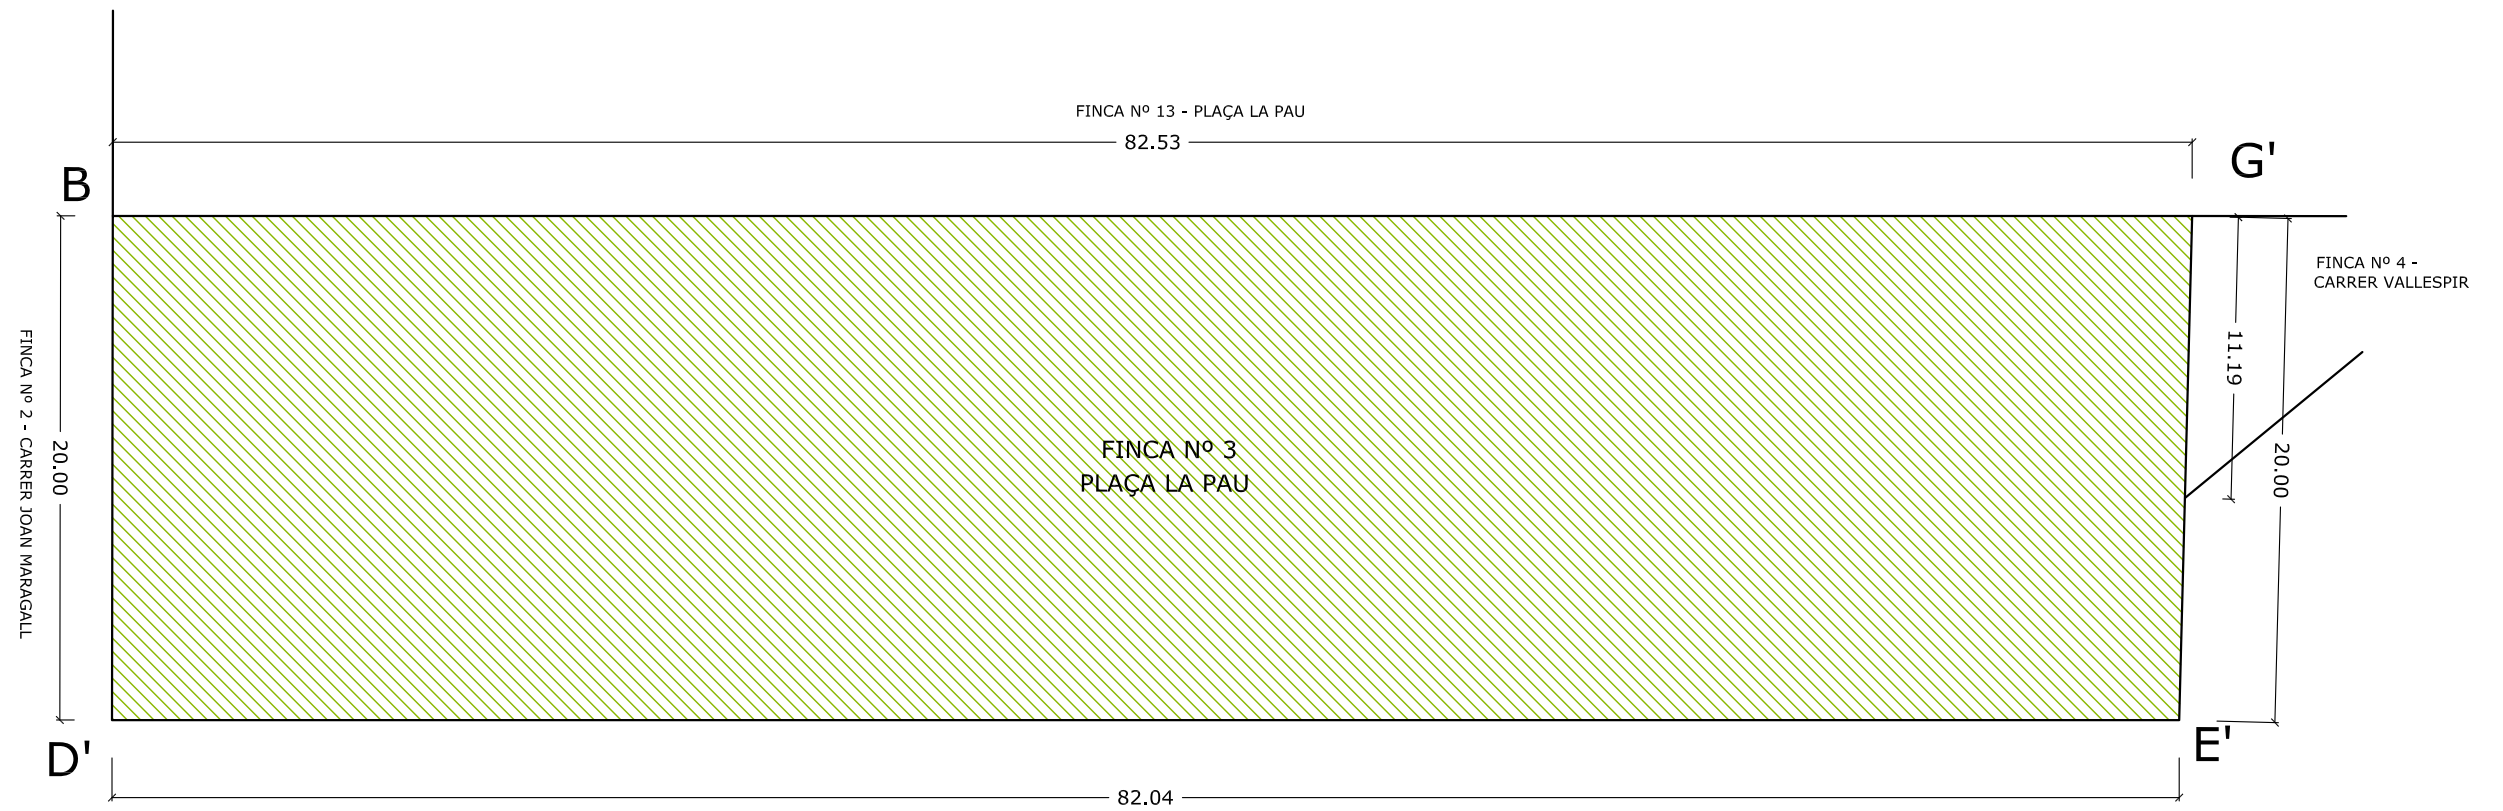 FINCA Nº 13 - PLAÇA LA PAU
82.53
B
G'
FINCA Nº 4 -
CARRER VALLESPIR
11.19
20.00
FINCA Nº 2 - CARRER JOAN MARAGALL
20.00
FINCA Nº 3
PLAÇA LA PAU
D'
E'
82.04